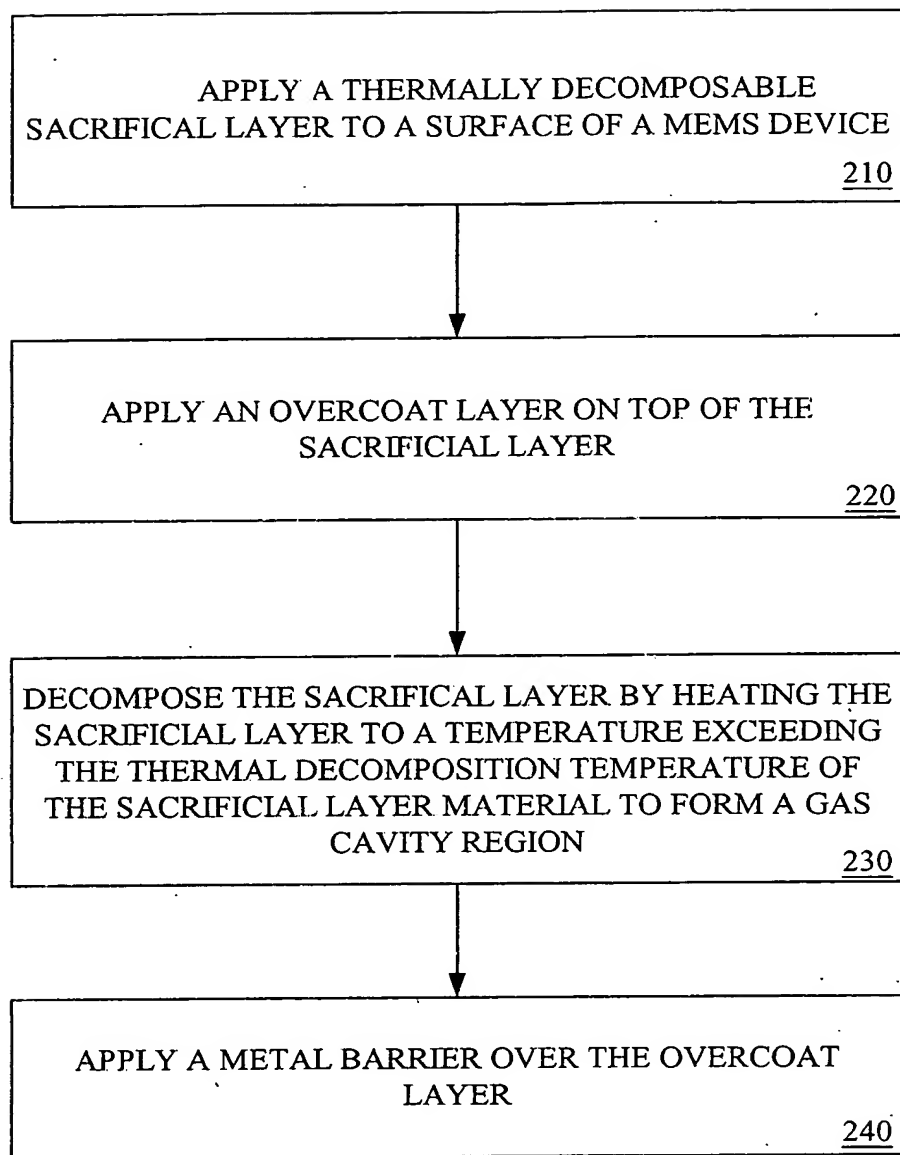 APPLY A THERMALLY DECOMPOSABLE
SACRIFICAL LAYER TO A SURFACE OF A MEMS DEVICE
210
APPLY AN OVERCOAT LAYER ON TOP OF THE
SACRIFICIAL LAYER
220
DECOMPOSE THE SACRIFICAL LAYER BY HEATING THE
SACRIFICIAL LAYER TO A TEMPERATURE EXCEEDING
THE THERMAL DECOMPOSITION TEMPERATURE OF
THE SACRIFICIAL LAYER MATERIAL TO FORM A GAS
CAVITY REGION
230
APPLY A METAL BARRIER OVER THE OVERCOAT
LAYER
240